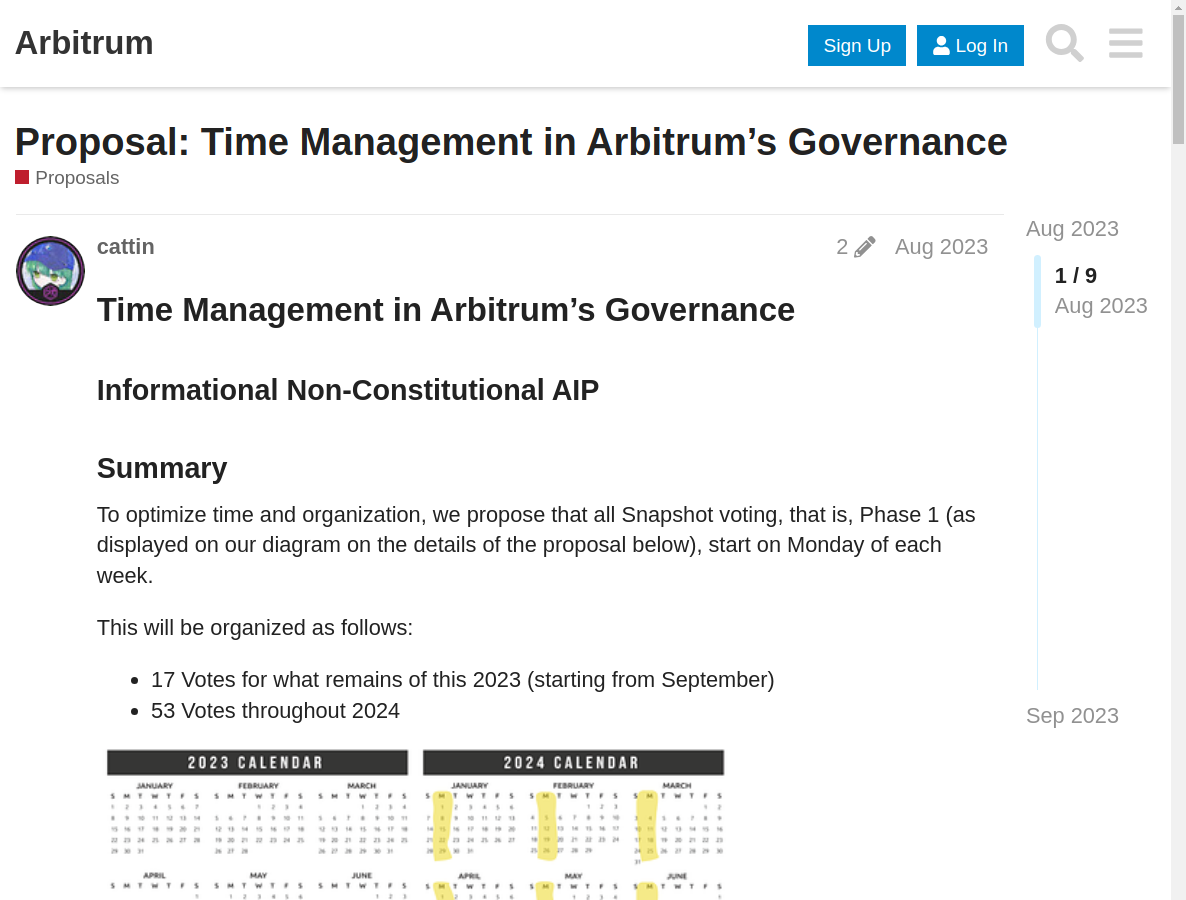 Arbitrum
Sign Up
Log In
Proposal: Time Management in Arbitrum’s Governance
Proposals
cattin
2
Aug 2023
Aug 2023
1 / 9
Aug 2023
Time Management in Arbitrum’s Governance
Informational Non-Constitutional AIP
Summary
To optimize time and organization, we propose that all Snapshot voting, that is, Phase 1 (as
displayed on our diagram on the details of the proposal below), start on Monday of each
week.
This will be organized as follows:
17 Votes for what remains of this 2023 (starting from September)
53 Votes throughout 2024
Sep 2023
2023 CALENDAR
2024 CALENDAR
JANUARY FEBRUARY MARCH
JANUARY FEBRUARY MARCH
APRIL MAY JUNE
APRIL MAY JUNE